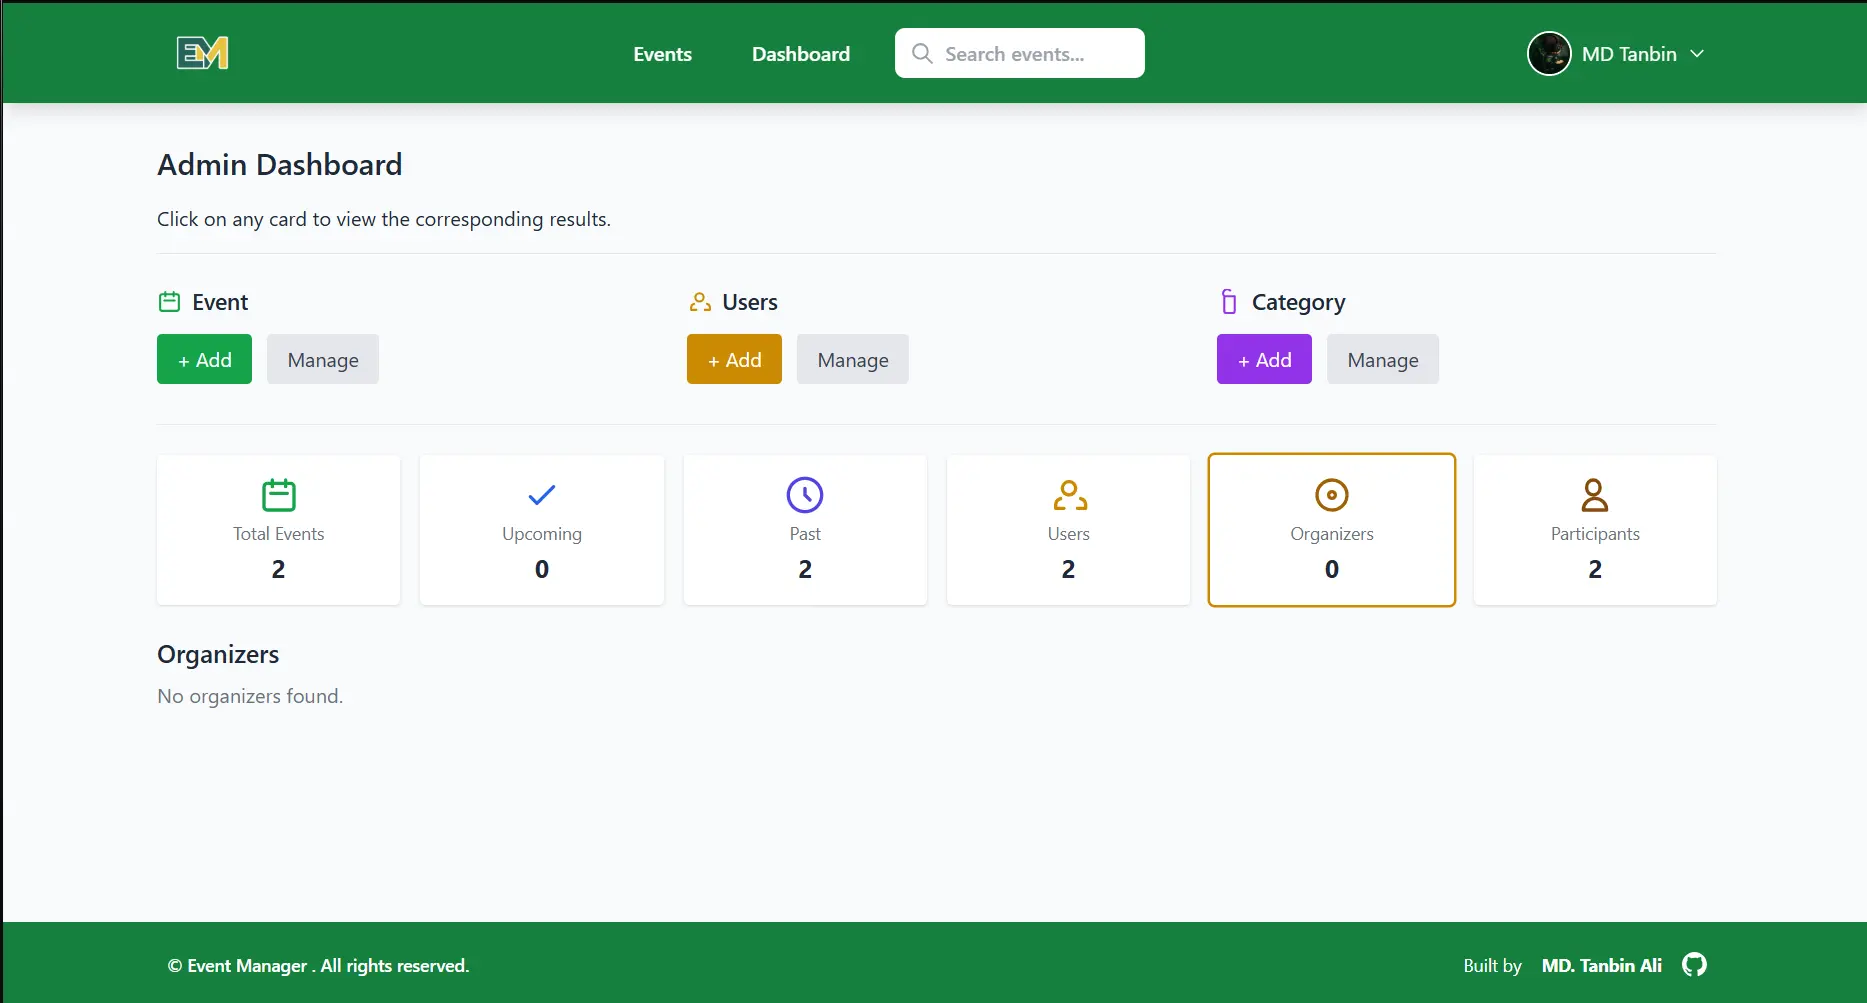 EM
Events
Dashboard
Search events...
MD Tanbin
Admin Dashboard
Click on any card to view the corresponding results.
Event
Users
Category
+ Add
Manage
+ Add
Manage
+ Add
Manage
Total Events
2
Upcoming
0
Past
2
Users
2
Organizers
0
Participants
2
Organizers
No organizers found.
© Event Manager . All rights reserved.
Built by MD. Tanbin Ali